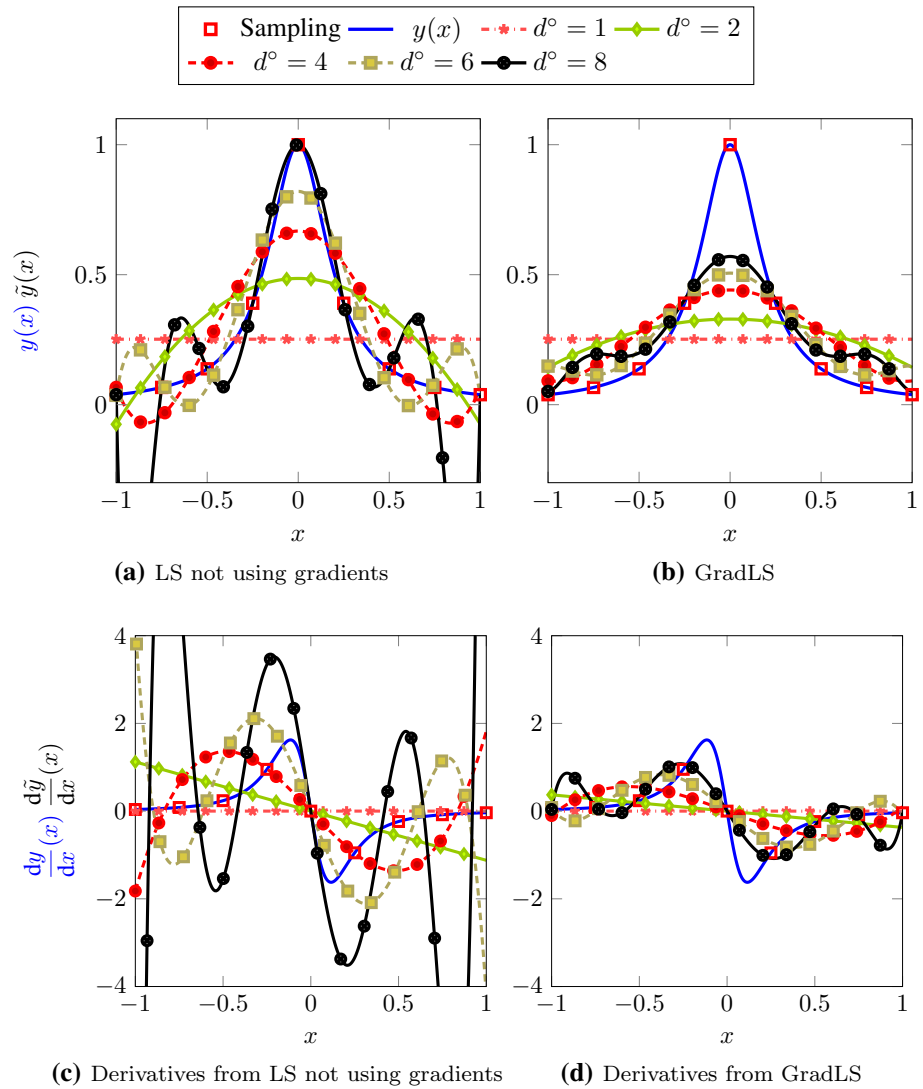 Sampling y(x) d° = 1 d° = 2
d° = 4 d° = 6 d° = 8
1
0.5
0
−1 −0.5 0 0.5 1
x
y(x) ỹ(x)
(a) LS not using gradients
1
0.5
0
−1 −0.5 0 0.5 1
x
(b) GradLS
4
2
0
−2
−4
−1 −0.5 0 0.5 1
x
dy/dx (x) dỹ/dx (x)
(c) Derivatives from LS not using gradients
4
2
0
−2
−4
−1 −0.5 0 0.5 1
x
(d) Derivatives from GradLS